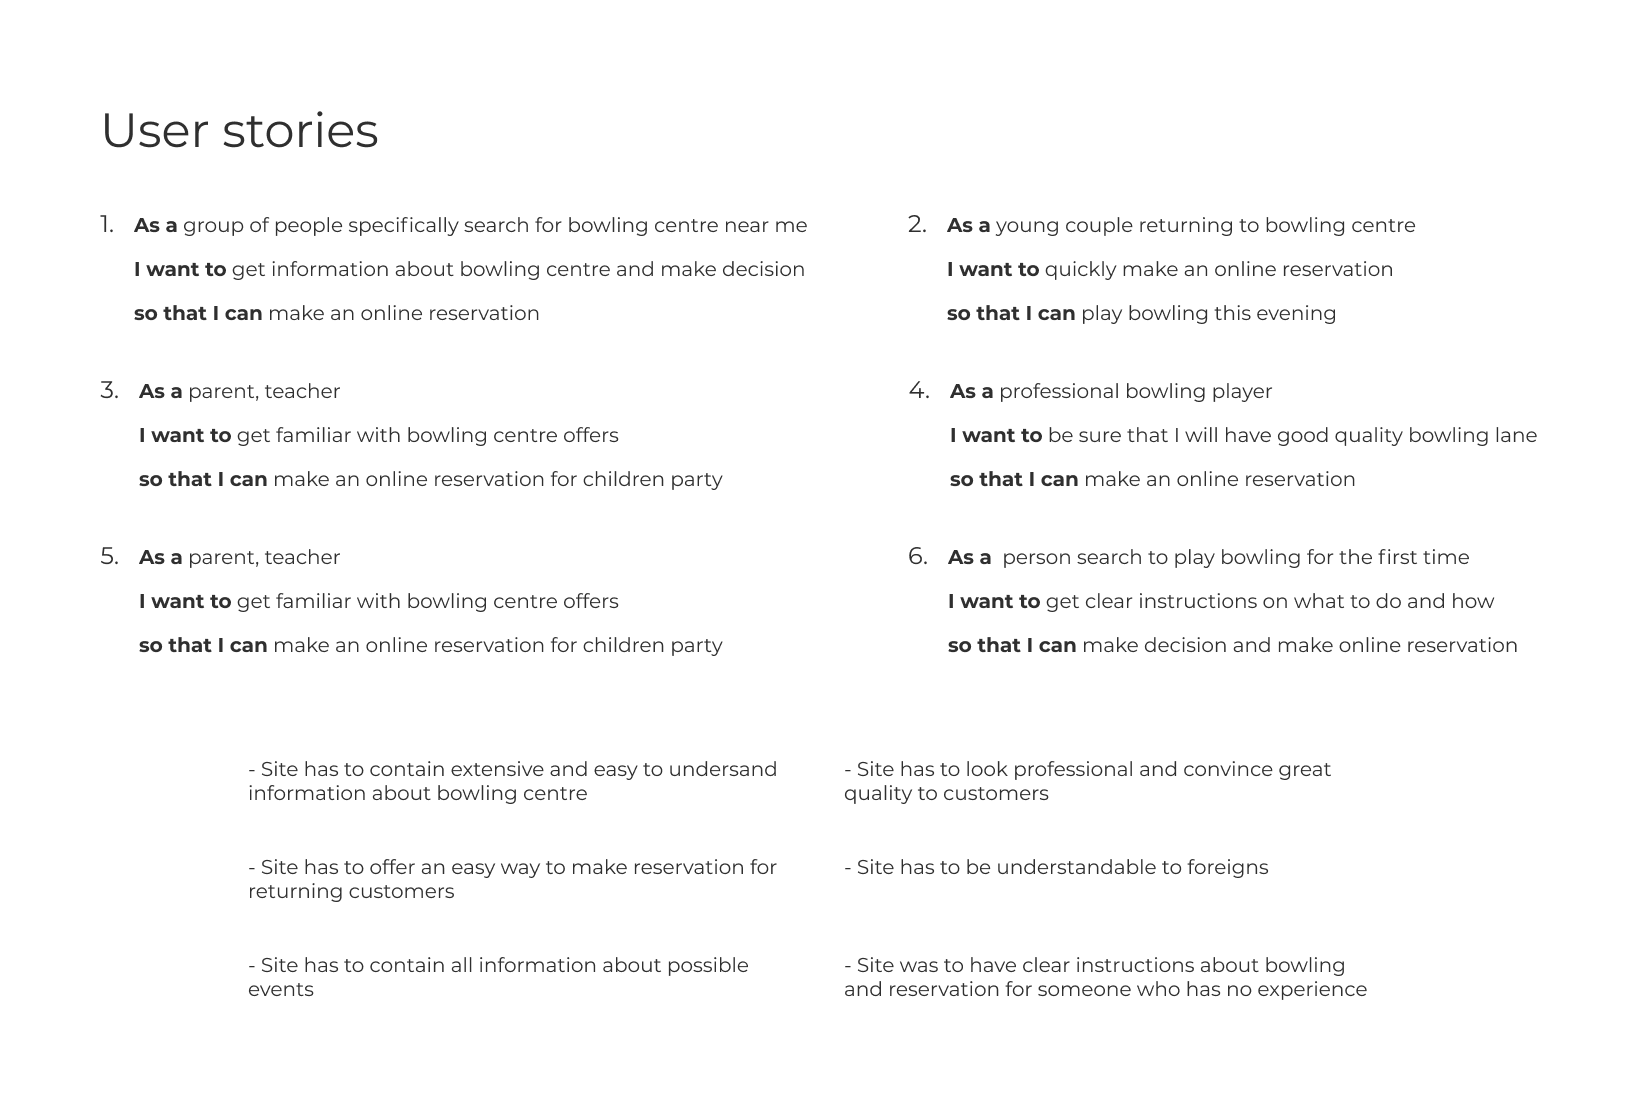 User stories
1. As a group of people specifically search for bowling centre near me
I want to get information about bowling centre and make decision
so that I can make an online reservation
2. As a young couple returning to bowling centre
I want to quickly make an online reservation
so that I can play bowling this evening
3. As a parent, teacher
I want to get familiar with bowling centre offers
so that I can make an online reservation for children party
4. As a professional bowling player
I want to be sure that I will have good quality bowling lane
so that I can make an online reservation
5. As a parent, teacher
I want to get familiar with bowling centre offers
so that I can make an online reservation for children party
6. As a person search to play bowling for the first time
I want to get clear instructions on what to do and how
so that I can make decision and make online reservation
- Site has to contain extensive and easy to undersand
information about bowling centre
- Site has to look professional and convince great
quality to customers
- Site has to offer an easy way to make reservation for
returning customers
- Site has to be understandable to foreigns
- Site has to contain all information about possible
events
- Site was to have clear instructions about bowling
and reservation for someone who has no experience